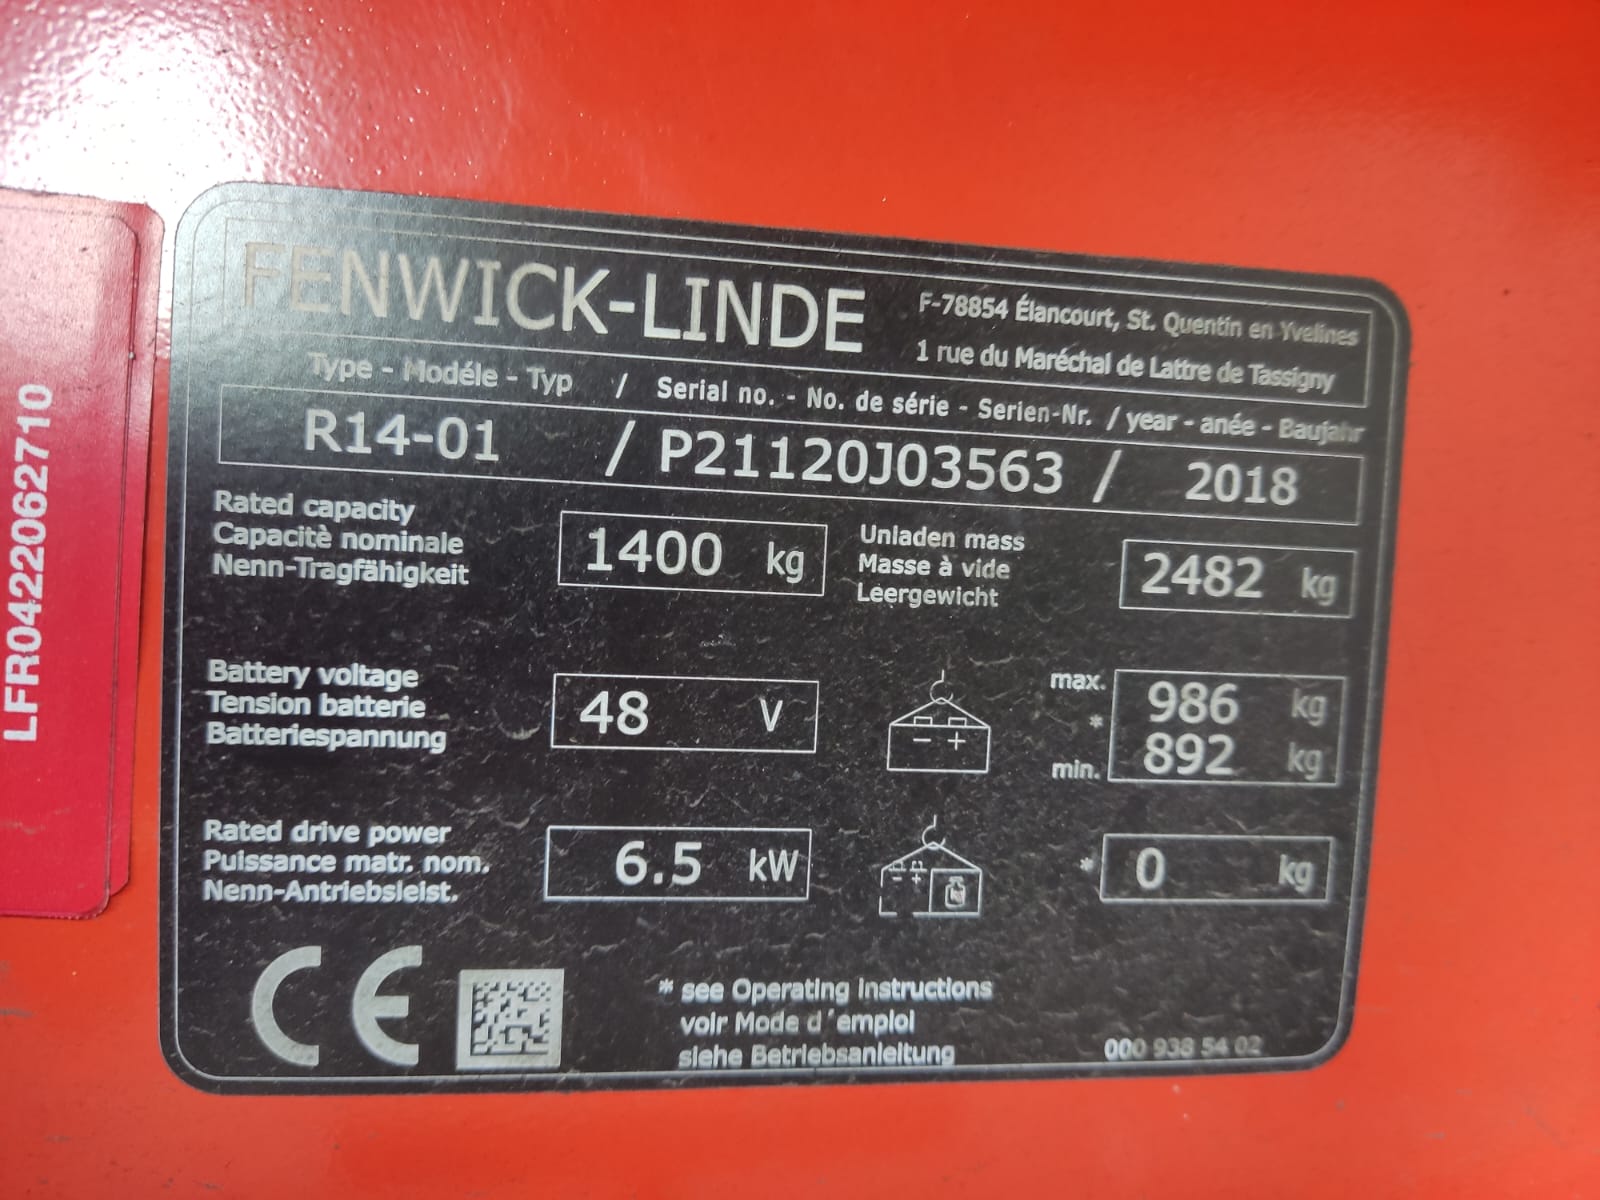 FENWICK-LINDE
F-78854 Élancourt, St. Quentin en Yvelines
1 rue du Maréchal de Lattre de Tassigny
Type - Modéle - Typ / Serial no. - No. de série - Serien-Nr. / year - anée - Baujahr
R14-01 / P21120J03563 / 2018
Rated capacity
Capacitè nominale
Nenn-Tragfähigkeit
1400 kg
Unladen mass
Masse à vide
Leergewicht
2482 kg
Battery voltage
Tension batterie
Batteriespannung
48 V
- +
max. 986 kg
*
min. 892 kg
Rated drive power
Puissance matr. nom.
Nenn-Antriebsleist.
6.5 kW
- +
* 0 kg
CE
* see Operating instructions
voir Mode d´emploi
siehe Betriebsanleitung
000 938 54 02
LFR0422062710